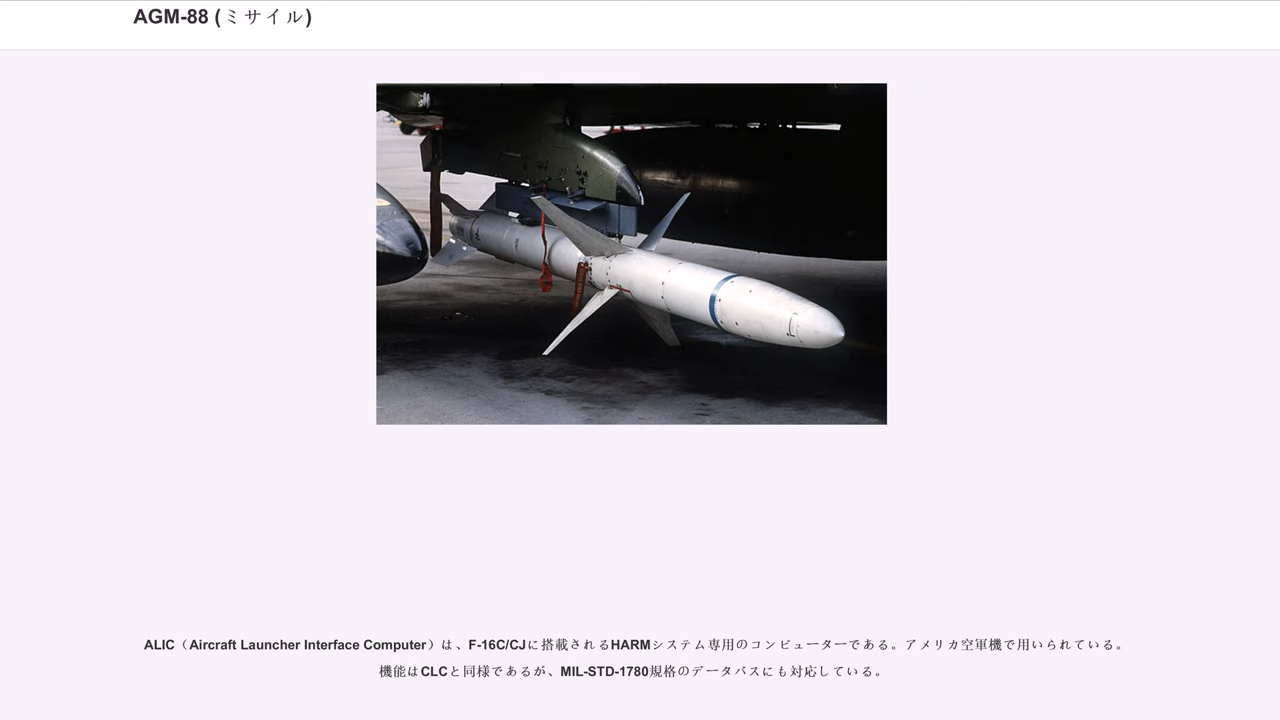 AGM-88 (ミサイル)
ALIC（Aircraft Launcher Interface Computer）は、F-16C/CJに搭載されるHARMシステム専用のコンピューターである。アメリカ空軍機で用いられている。
機能はCLCと同様であるが、MIL-STD-1780規格のデータバスにも対応している。